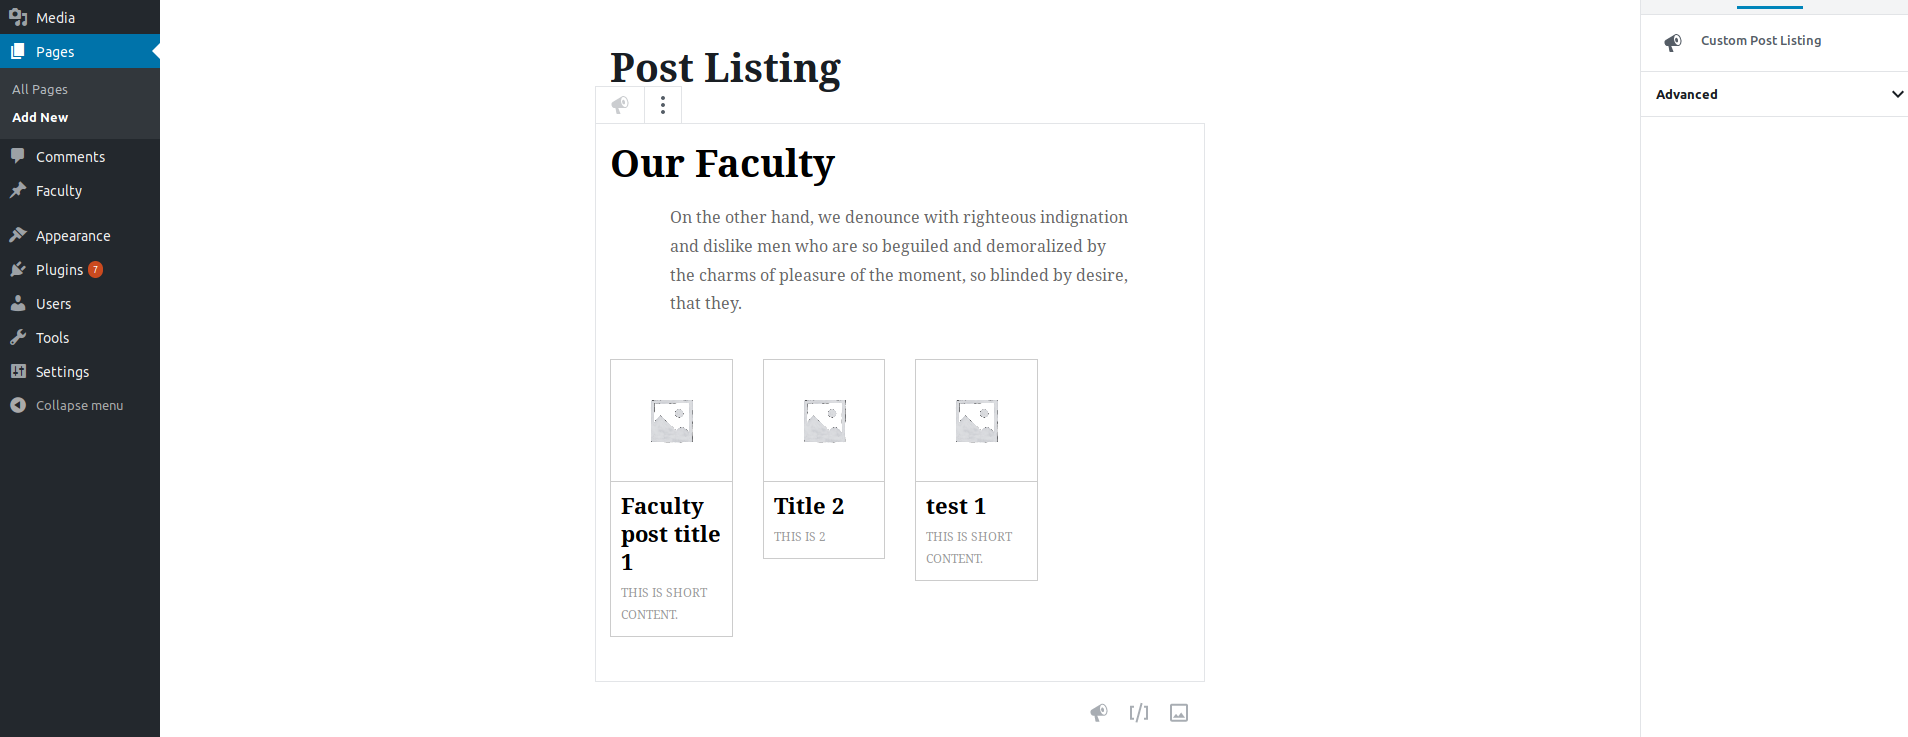 Media
Pages
All Pages
Add New
Comments
Faculty
Appearance
Plugins 7
Users
Tools
Settings
Collapse menu
Post Listing
Our Faculty
On the other hand, we denounce with righteous indignation
and dislike men who are so beguiled and demoralized by
the charms of pleasure of the moment, so blinded by desire,
that they.
Faculty
post title
1
THIS IS SHORT
CONTENT.
Title 2
THIS IS 2
test 1
THIS IS SHORT
CONTENT.
Custom Post Listing
Advanced